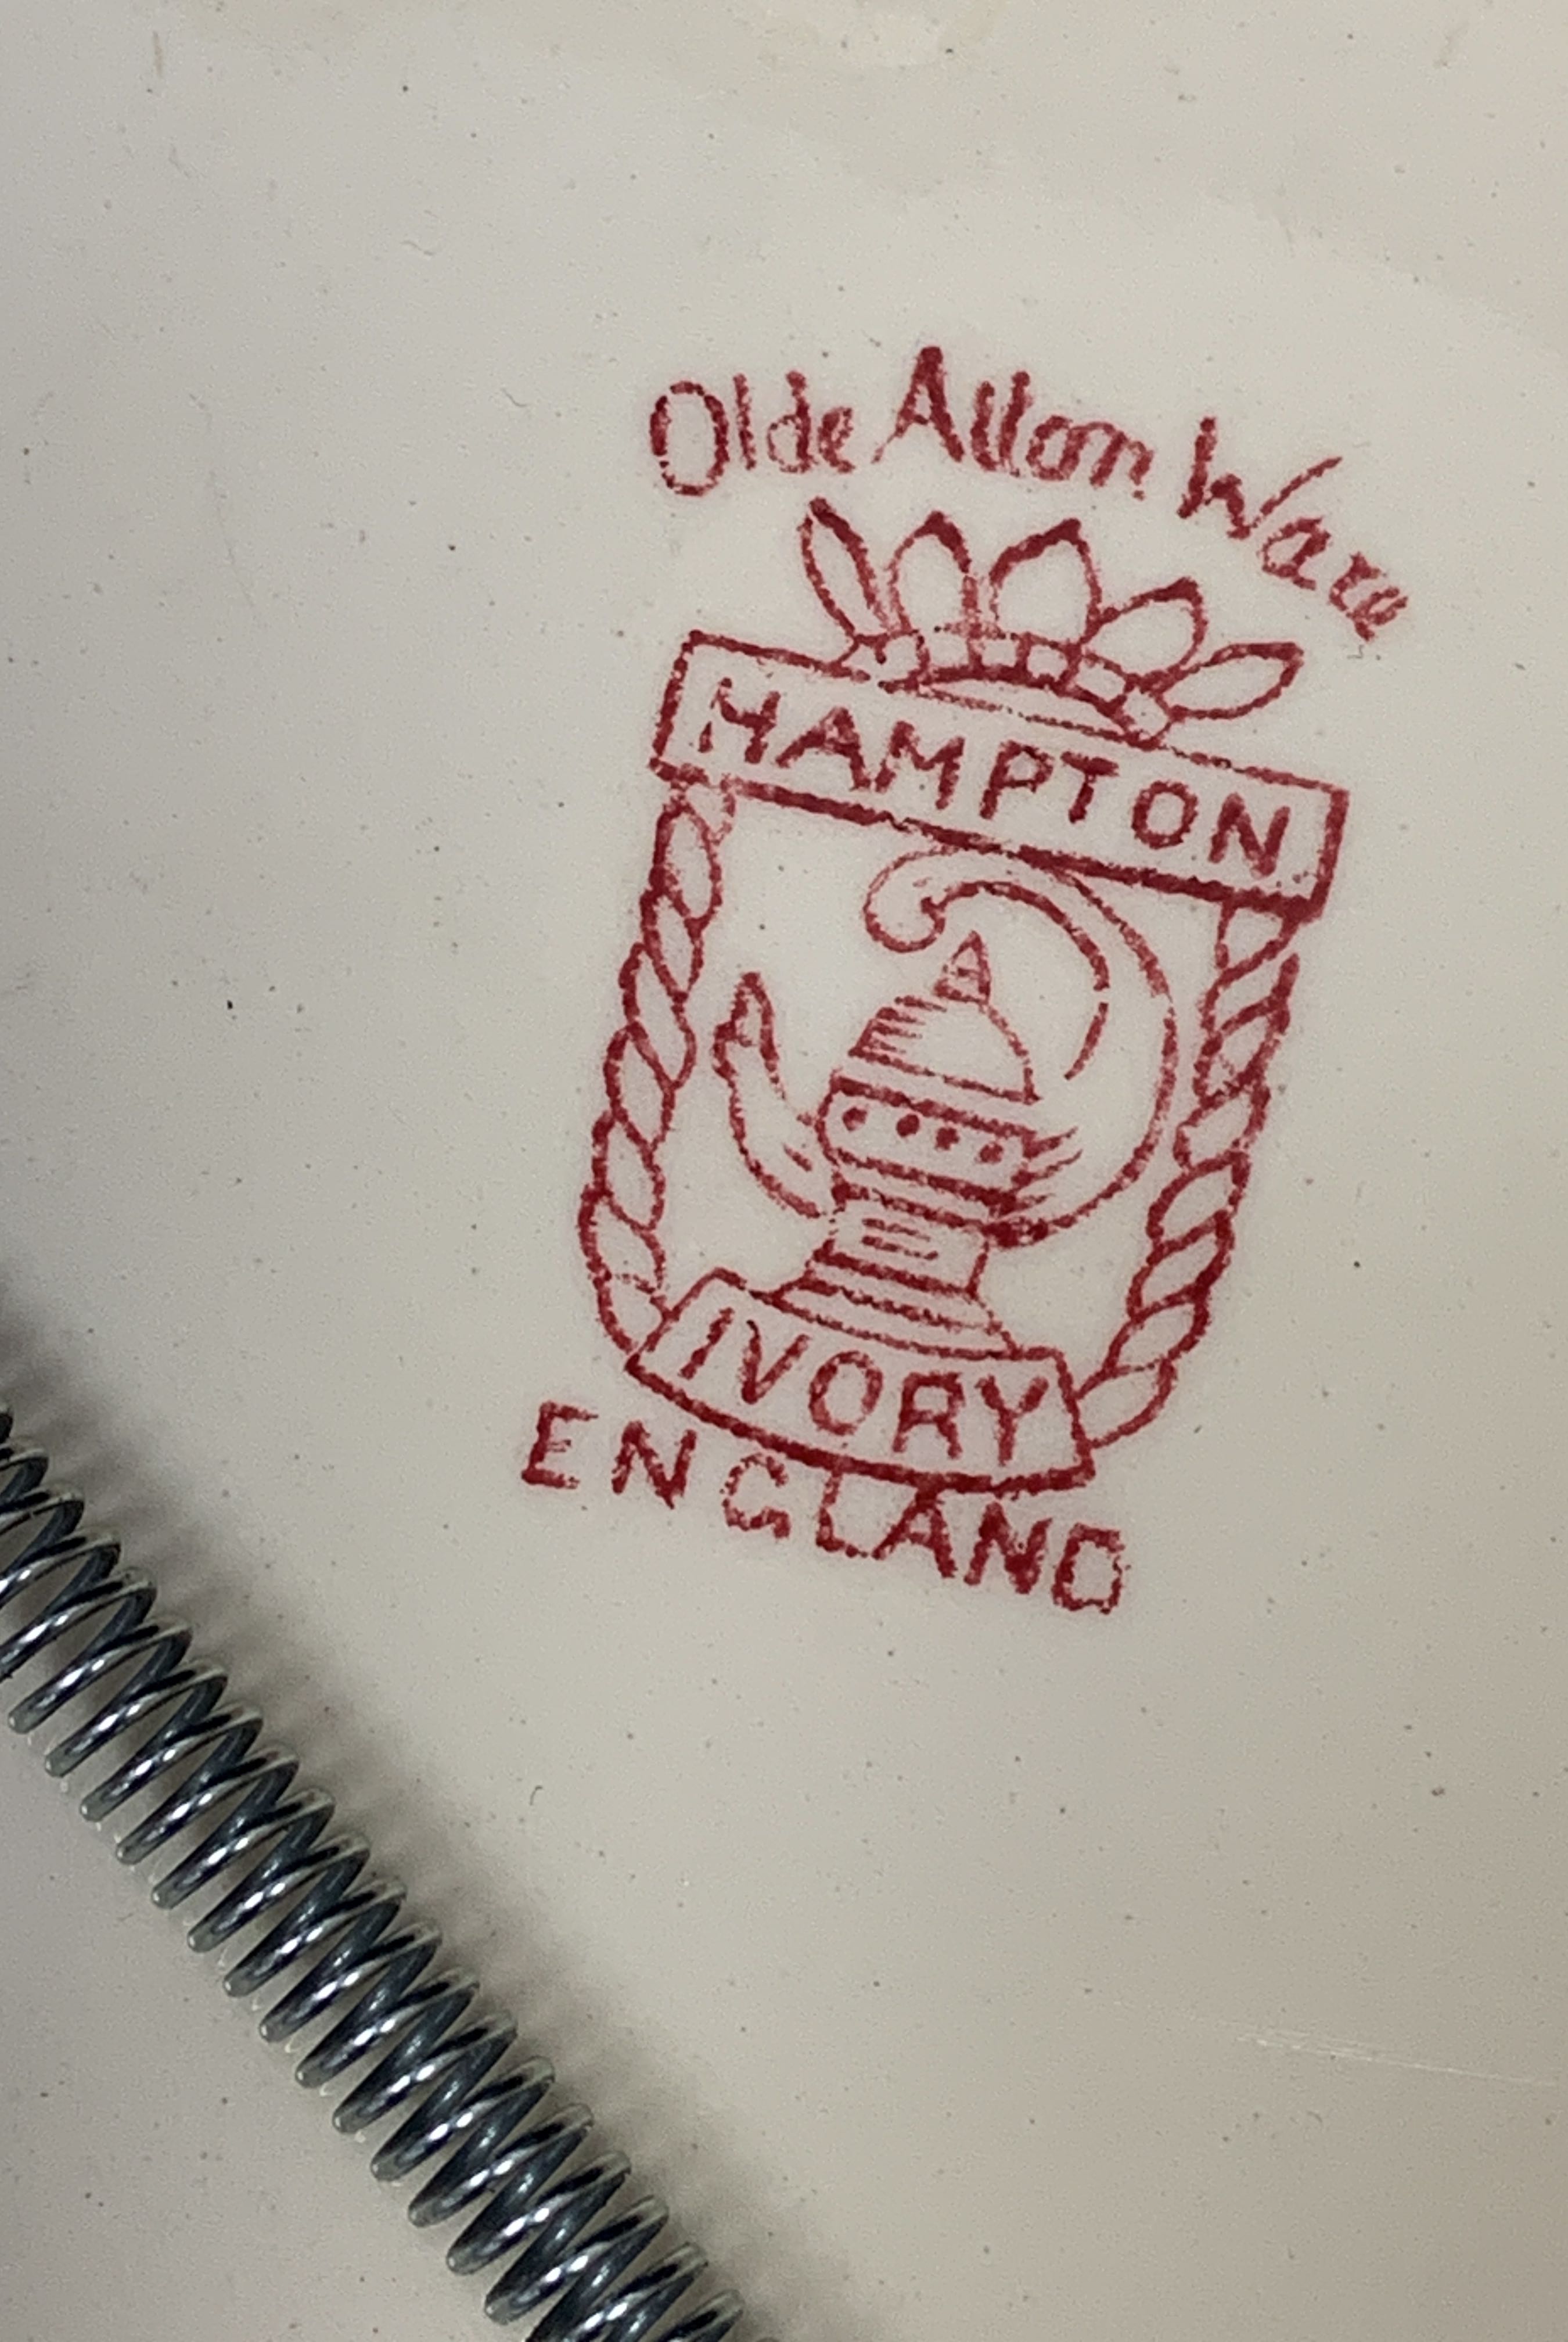 Olde Alton Ware
HAMPTON
IVORY
ENGLAND